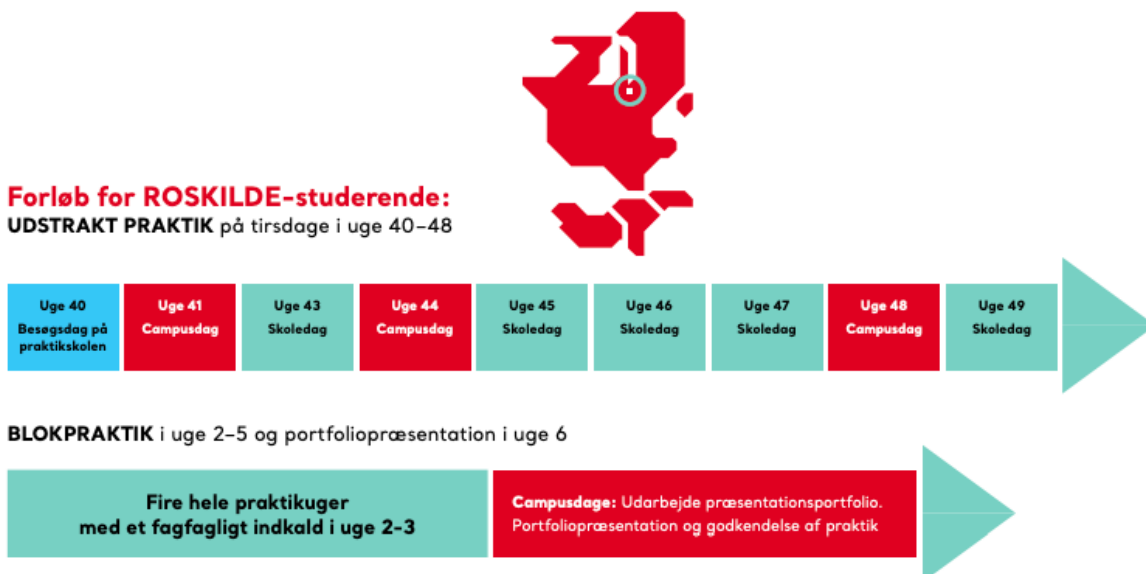 Forløb for ROSKILDE-studerende:
UDSTRAKT PRAKTIK på tirsdage i uge 40–48
Uge 40
Besøgsdag på
praktikskolen
Uge 41
Campusdag
Uge 43
Skoledag
Uge 44
Campusdag
Uge 45
Skoledag
Uge 46
Skoledag
Uge 47
Skoledag
Uge 48
Campusdag
Uge 49
Skoledag
BLOKPRAKTIK i uge 2–5 og portfoliopræsentation i uge 6
Fire hele praktikuger
med et fagfagligt indkald i uge 2-3
Campusdage: Udarbejde præsentationsportfolio.
Portfoliopræsentation og godkendelse af praktik